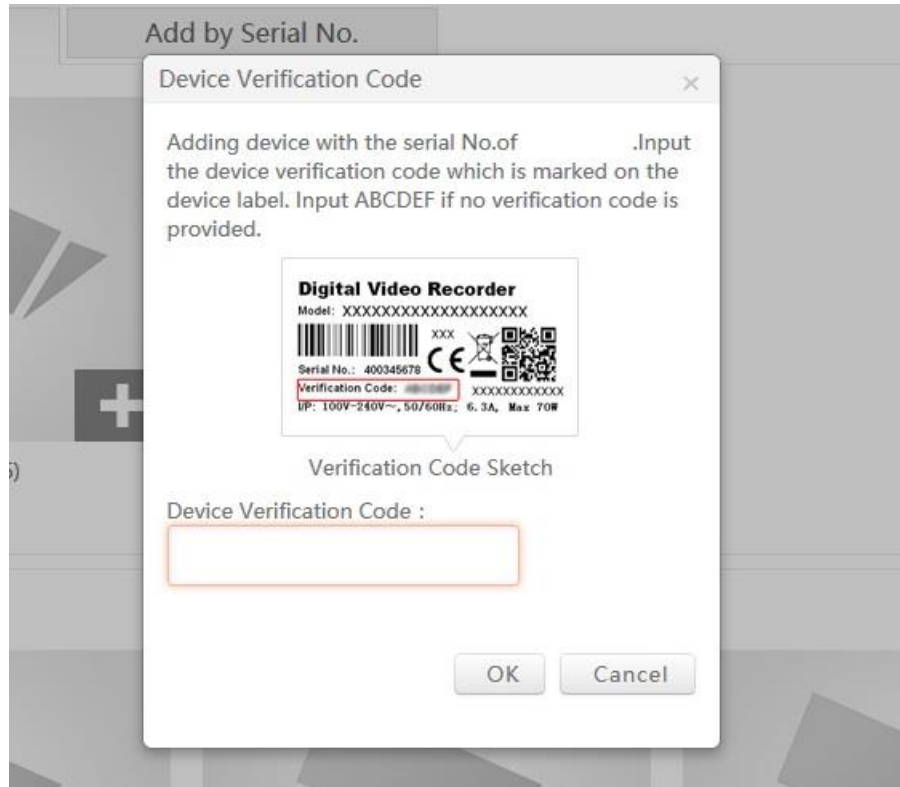 Add by Serial No.
Device Verification Code
×
Adding device with the serial No.of .Input
the device verification code which is marked on the
device label. Input ABCDEF if no verification code is
provided.
Digital Video Recorder
Model: XXXXXXXXXXXXXXXXXXXX
XXX
CE
Serial No.: 400345678
Verification Code:
XXXXXXXXXXXX
I/P: 100V-240V~,50/60Hz; 6.3A, Max 70W
Verification Code Sketch
Device Verification Code :
OK Cancel